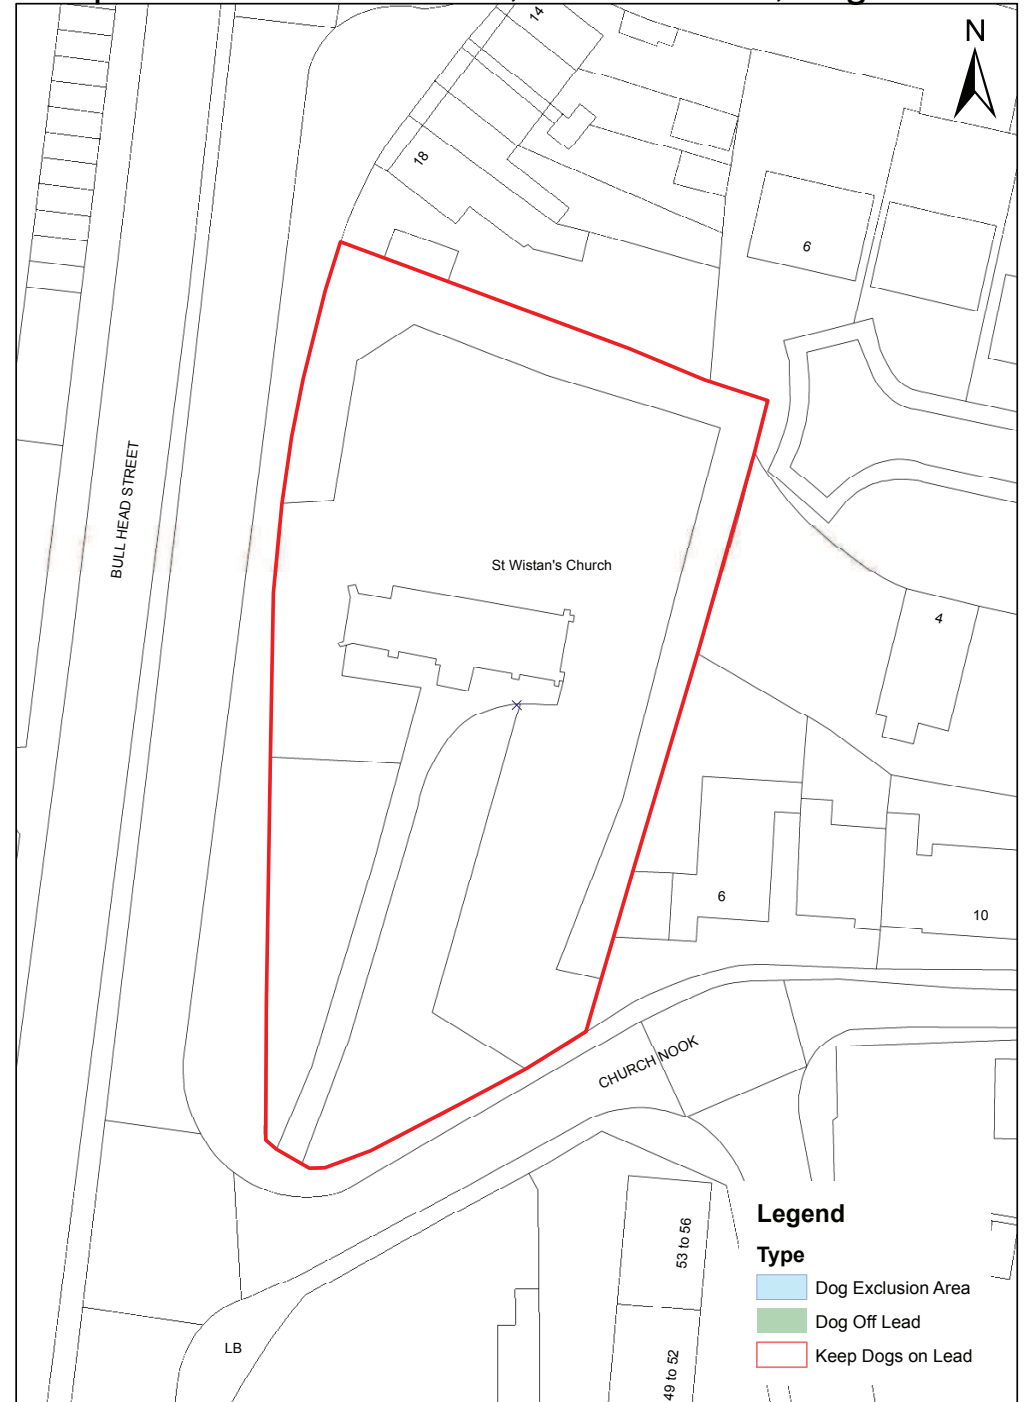 14
N
18
6
BULL HEAD STREET
St Wistan's Church
4
6
10
CHURCH NOOK
53 to 56
49 to 52
LB
Legend
Type
Dog Exclusion Area
Dog Off Lead
Keep Dogs on Lead